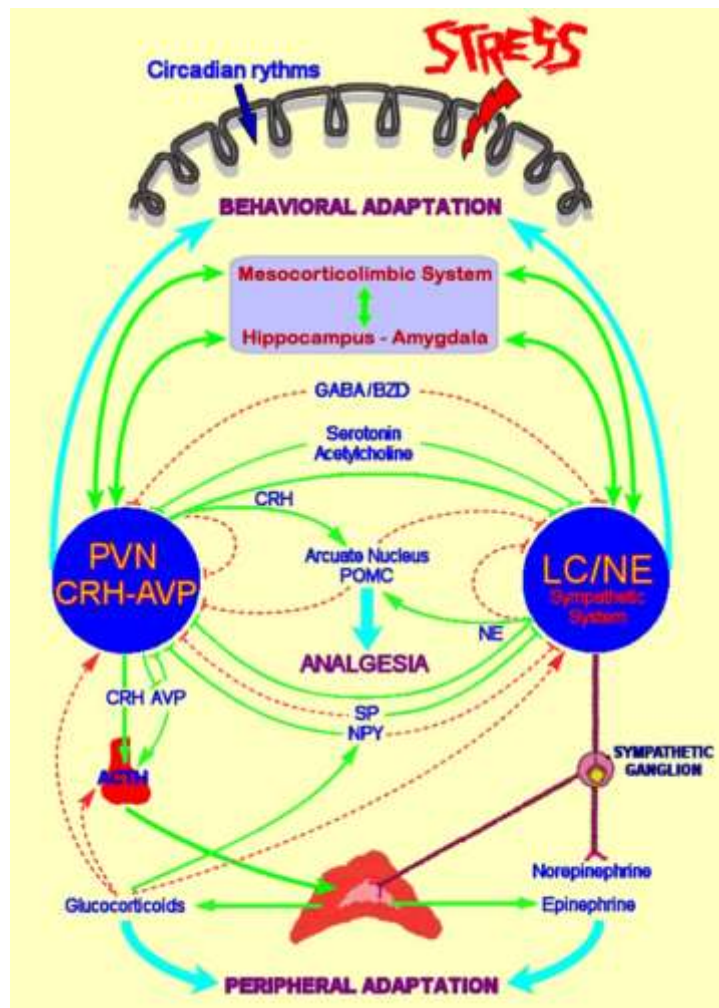 STRESS
Circadian rythms
BEHAVIORAL ADAPTATION
Mesocorticolimbic System
Hippocampus - Amygdala
GABA/BZD
Serotonin
Acetylcholine
CRH
PVN
CRH-AVP
Arcuate Nucleus
POMC
LC/NE
Sympathetic
System
NE
ANALGESIA
CRH AVP
SP
NPY
ACTH
SYMPATHETIC
GANGLION
Norepinephrine
Glucocorticoids
Epinephrine
PERIPHERAL ADAPTATION